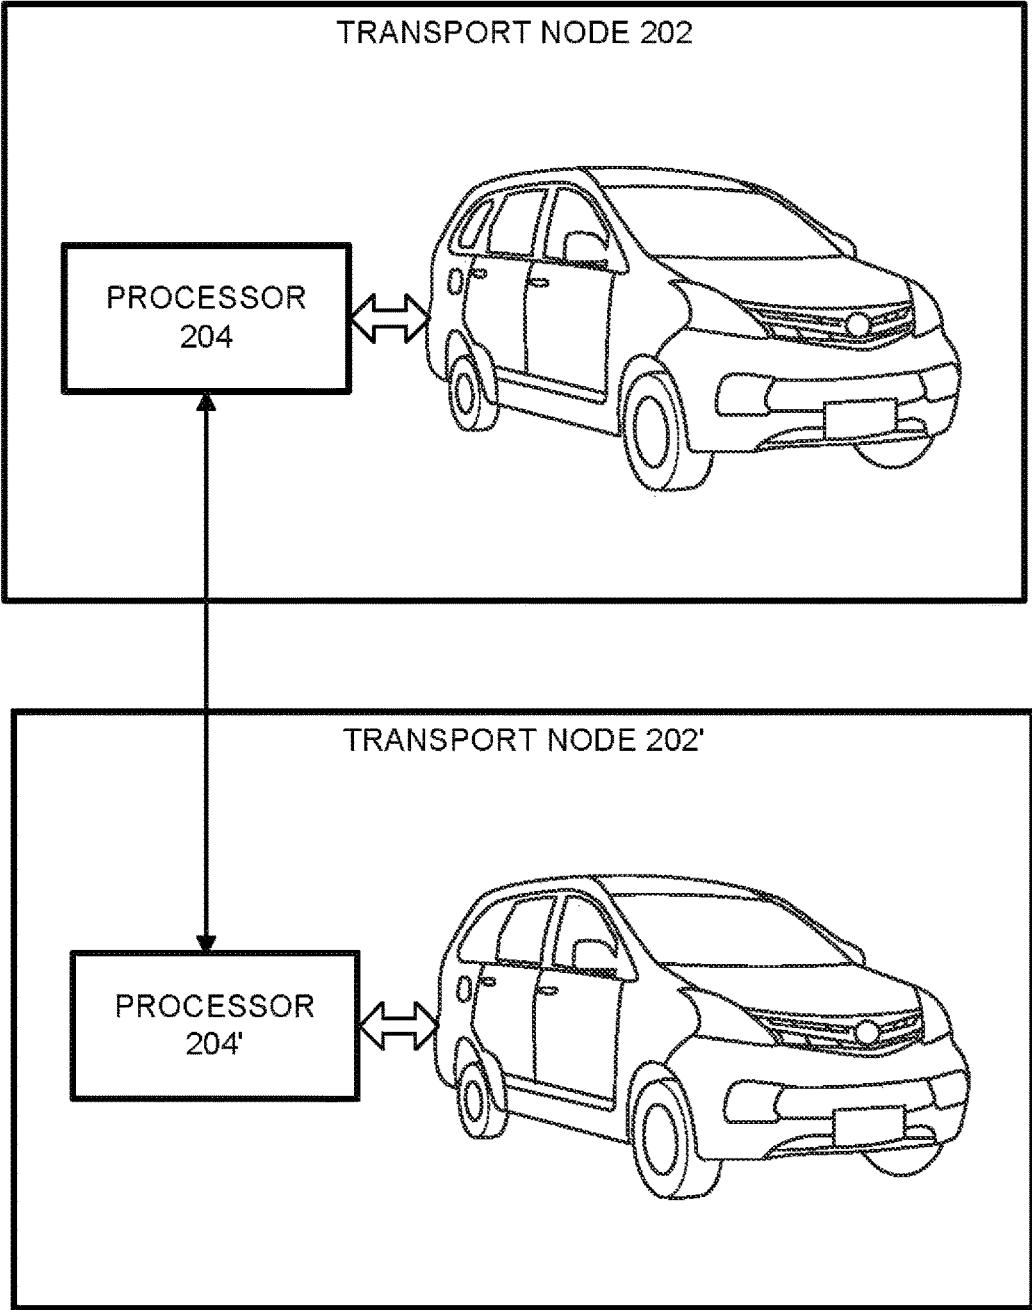 TRANSPORT NODE 202
PROCESSOR
204
TRANSPORT NODE 202'
PROCESSOR
204'